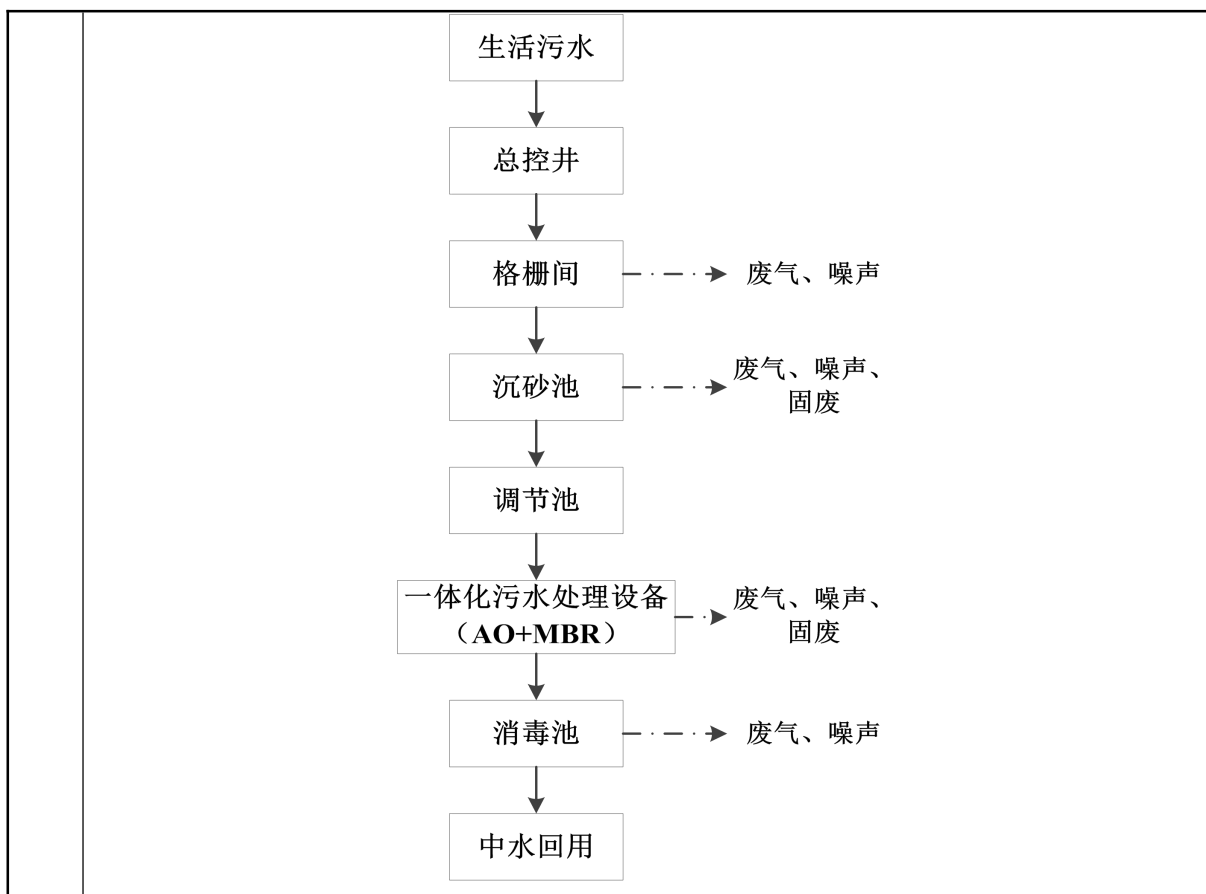 生活污水
总控井
格栅间
废气、噪声
沉砂池
废气、噪声、
固废
调节池
一体化污水处理设备
（AO+MBR）
废气、噪声、
固废
消毒池
废气、噪声
中水回用